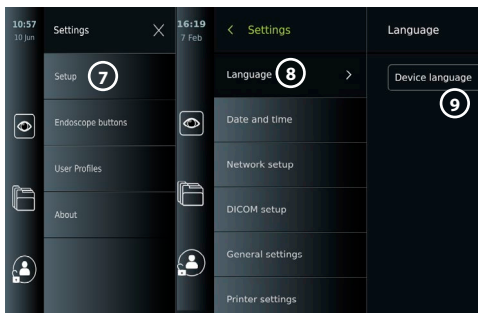 10:57
10 Jun
Settings
Setup 7
Endoscope buttons
User Profiles
About
16:19
7 Feb
Settings
Language 8
Date and time
Network setup
DICOM setup
General settings
Printer settings
Language
Device language
9